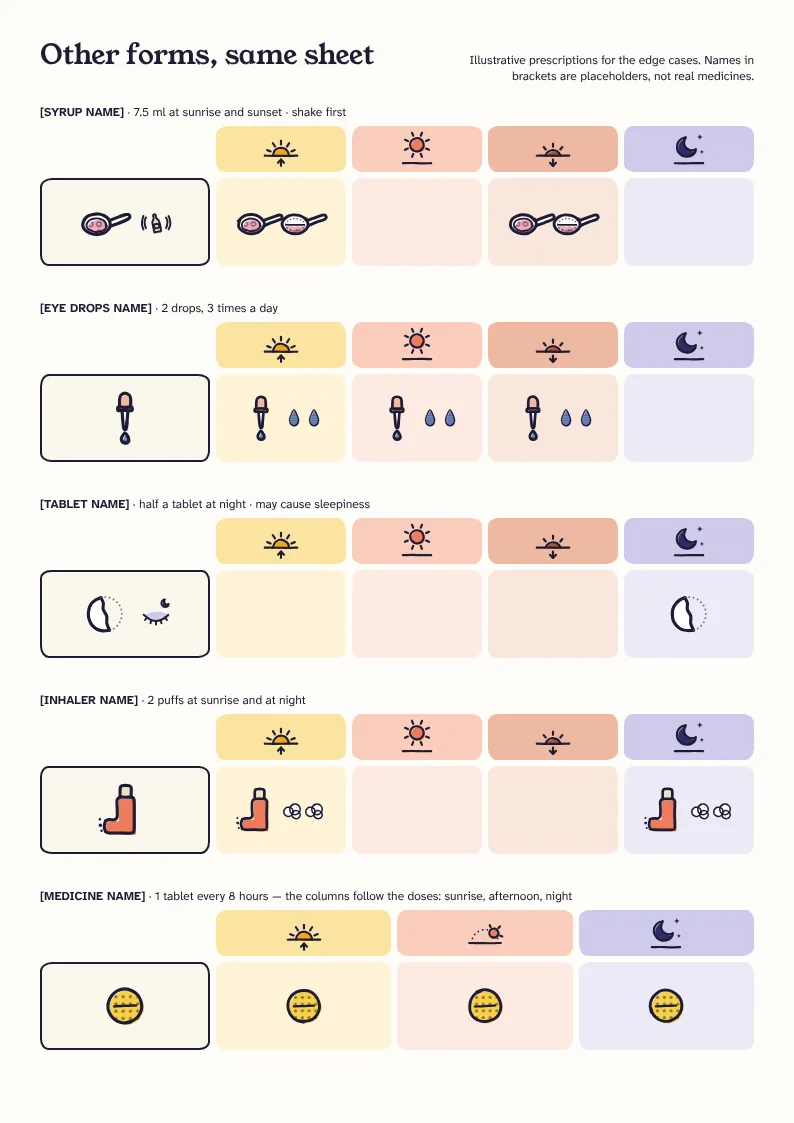 Other forms, same sheet
Illustrative prescriptions for the edge cases. Names in
brackets are placeholders, not real medicines.
[SYRUP NAME] · 7.5 ml at sunrise and sunset · shake first
[EYE DROPS NAME] · 2 drops, 3 times a day
[TABLET NAME] · half a tablet at night · may cause sleepiness
[INHALER NAME] · 2 puffs at sunrise and at night
[MEDICINE NAME] · 1 tablet every 8 hours — the columns follow the doses: sunrise, afternoon, night